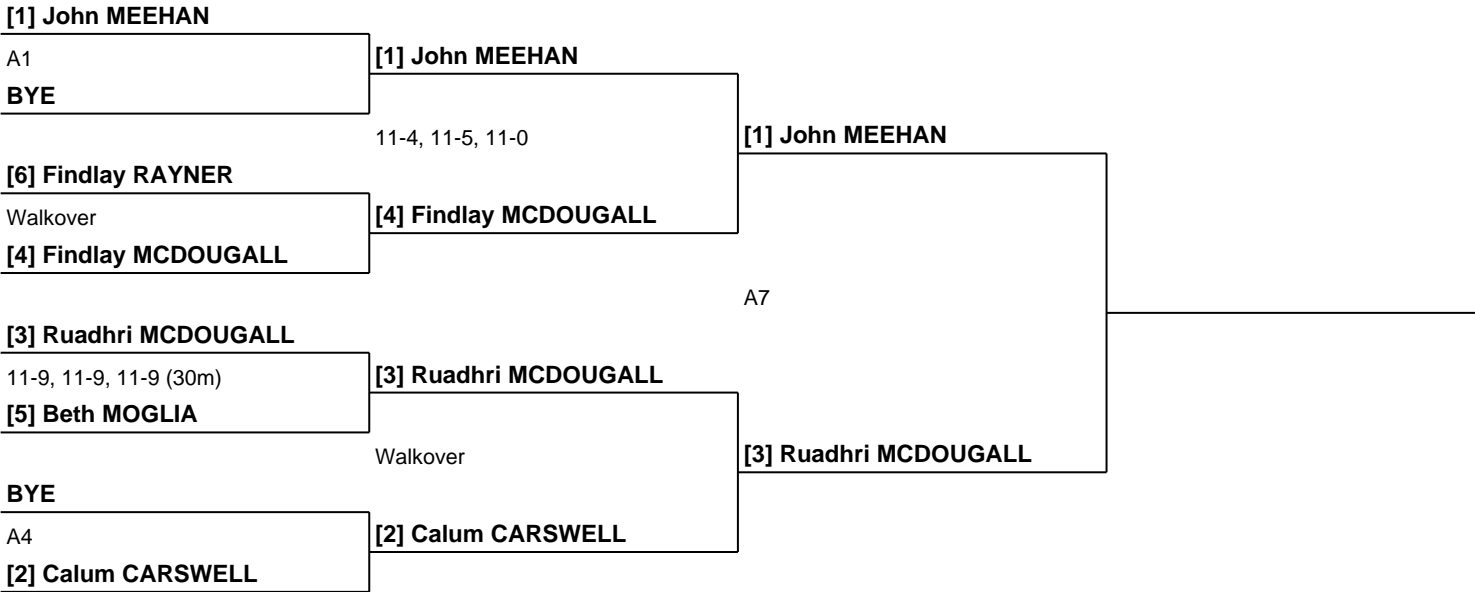 [1] John MEEHAN
A1
BYE
[6] Findlay RAYNER
Walkover
[4] Findlay MCDOUGALL
[3] Ruadhri MCDOUGALL
11-9, 11-9, 11-9 (30m)
[5] Beth MOGLIA
BYE
A4
[2] Calum CARSWELL
[1] John MEEHAN
11-4, 11-5, 11-0
[4] Findlay MCDOUGALL
[3] Ruadhri MCDOUGALL
Walkover
[2] Calum CARSWELL
[1] John MEEHAN
A7
[3] Ruadhri MCDOUGALL